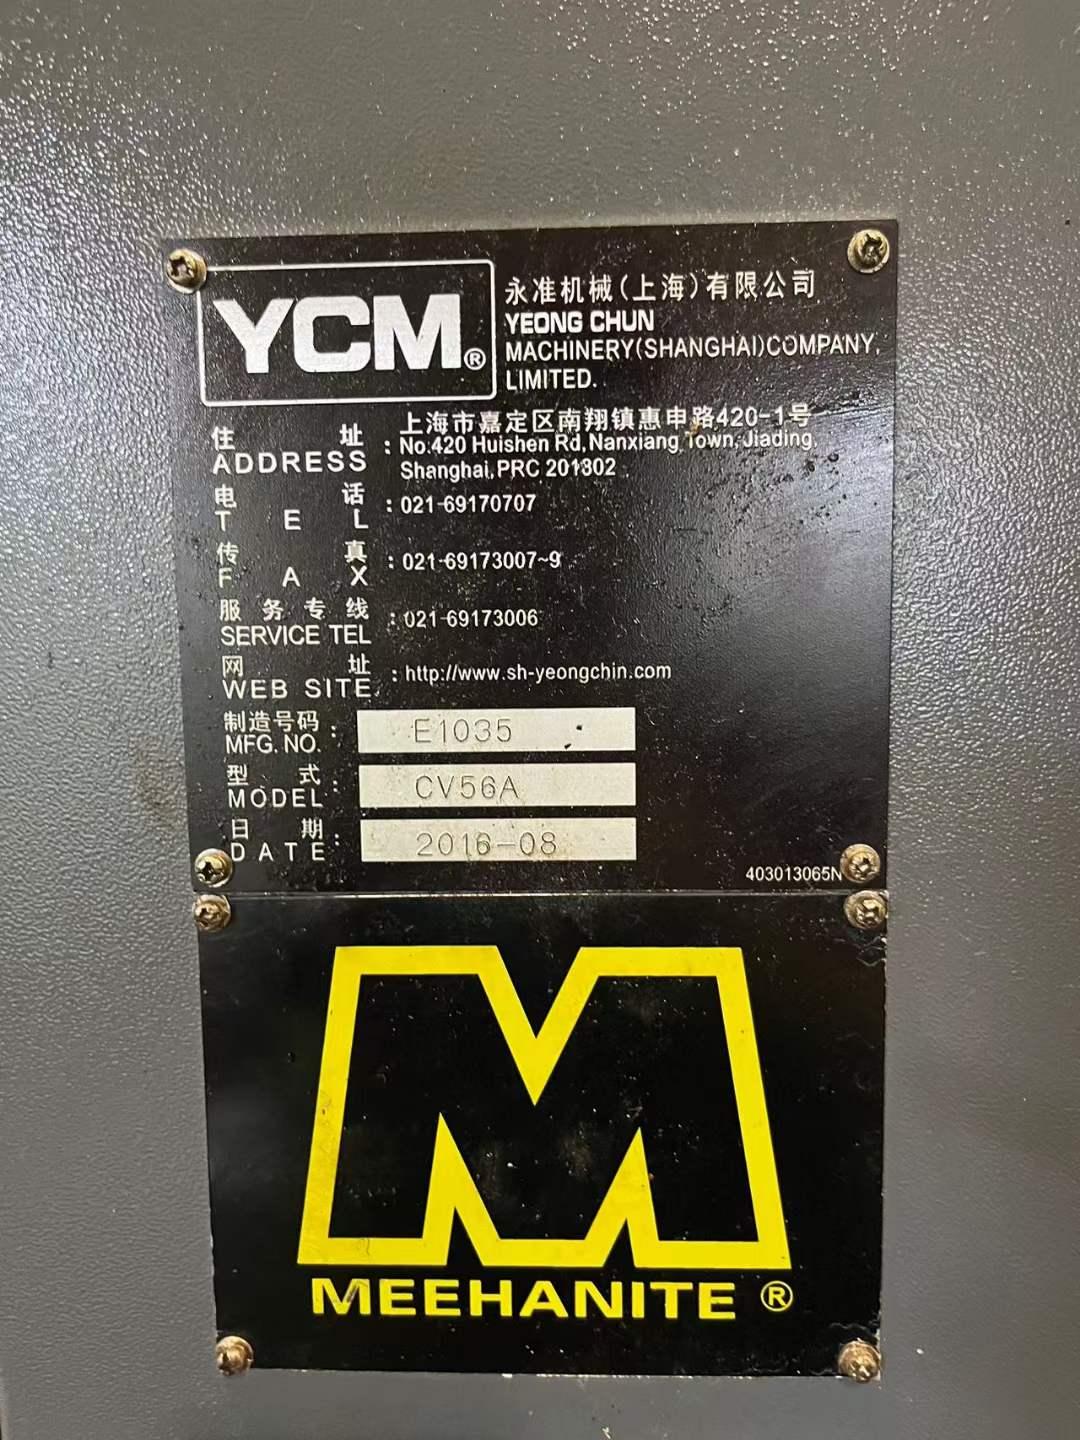 YCM®
永准机械(上海)有限公司
YEONG CHUN
MACHINERY(SHANGHAI)COMPANY,
LIMITED.
住 址
ADDRESS
:
上海市嘉定区南翔镇惠申路420-1号
No.420 Huishen Rd,Nanxiang Town,Jiading,
Shanghai,PRC 201802
电 话
TEL
: 021-69170707
传 真
FAX
: 021-69173007~9
服务专线
SERVICE TEL
: 021-69173006
网 址
WEB SITE
: http://www.sh-yeongchin.com
制造号码
MFG. NO.
: E1035
型 式
MODEL
: CV56A
日 期
DATE
: 2016-08
403013065N
M
MEEHANITE ®